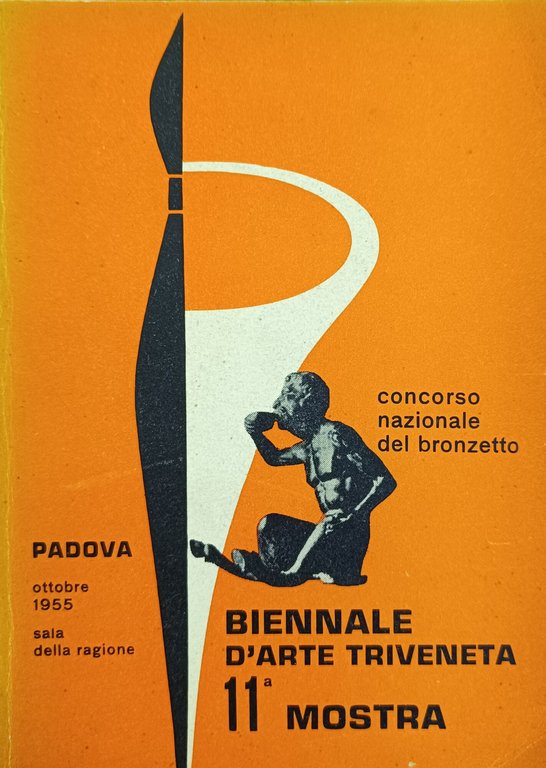 concorso
nazionale
del bronzetto
PADOVA
ottobre
1955
sala
della ragione
BIENNALE
D'ARTE TRIVENETA
11ª MOSTRA